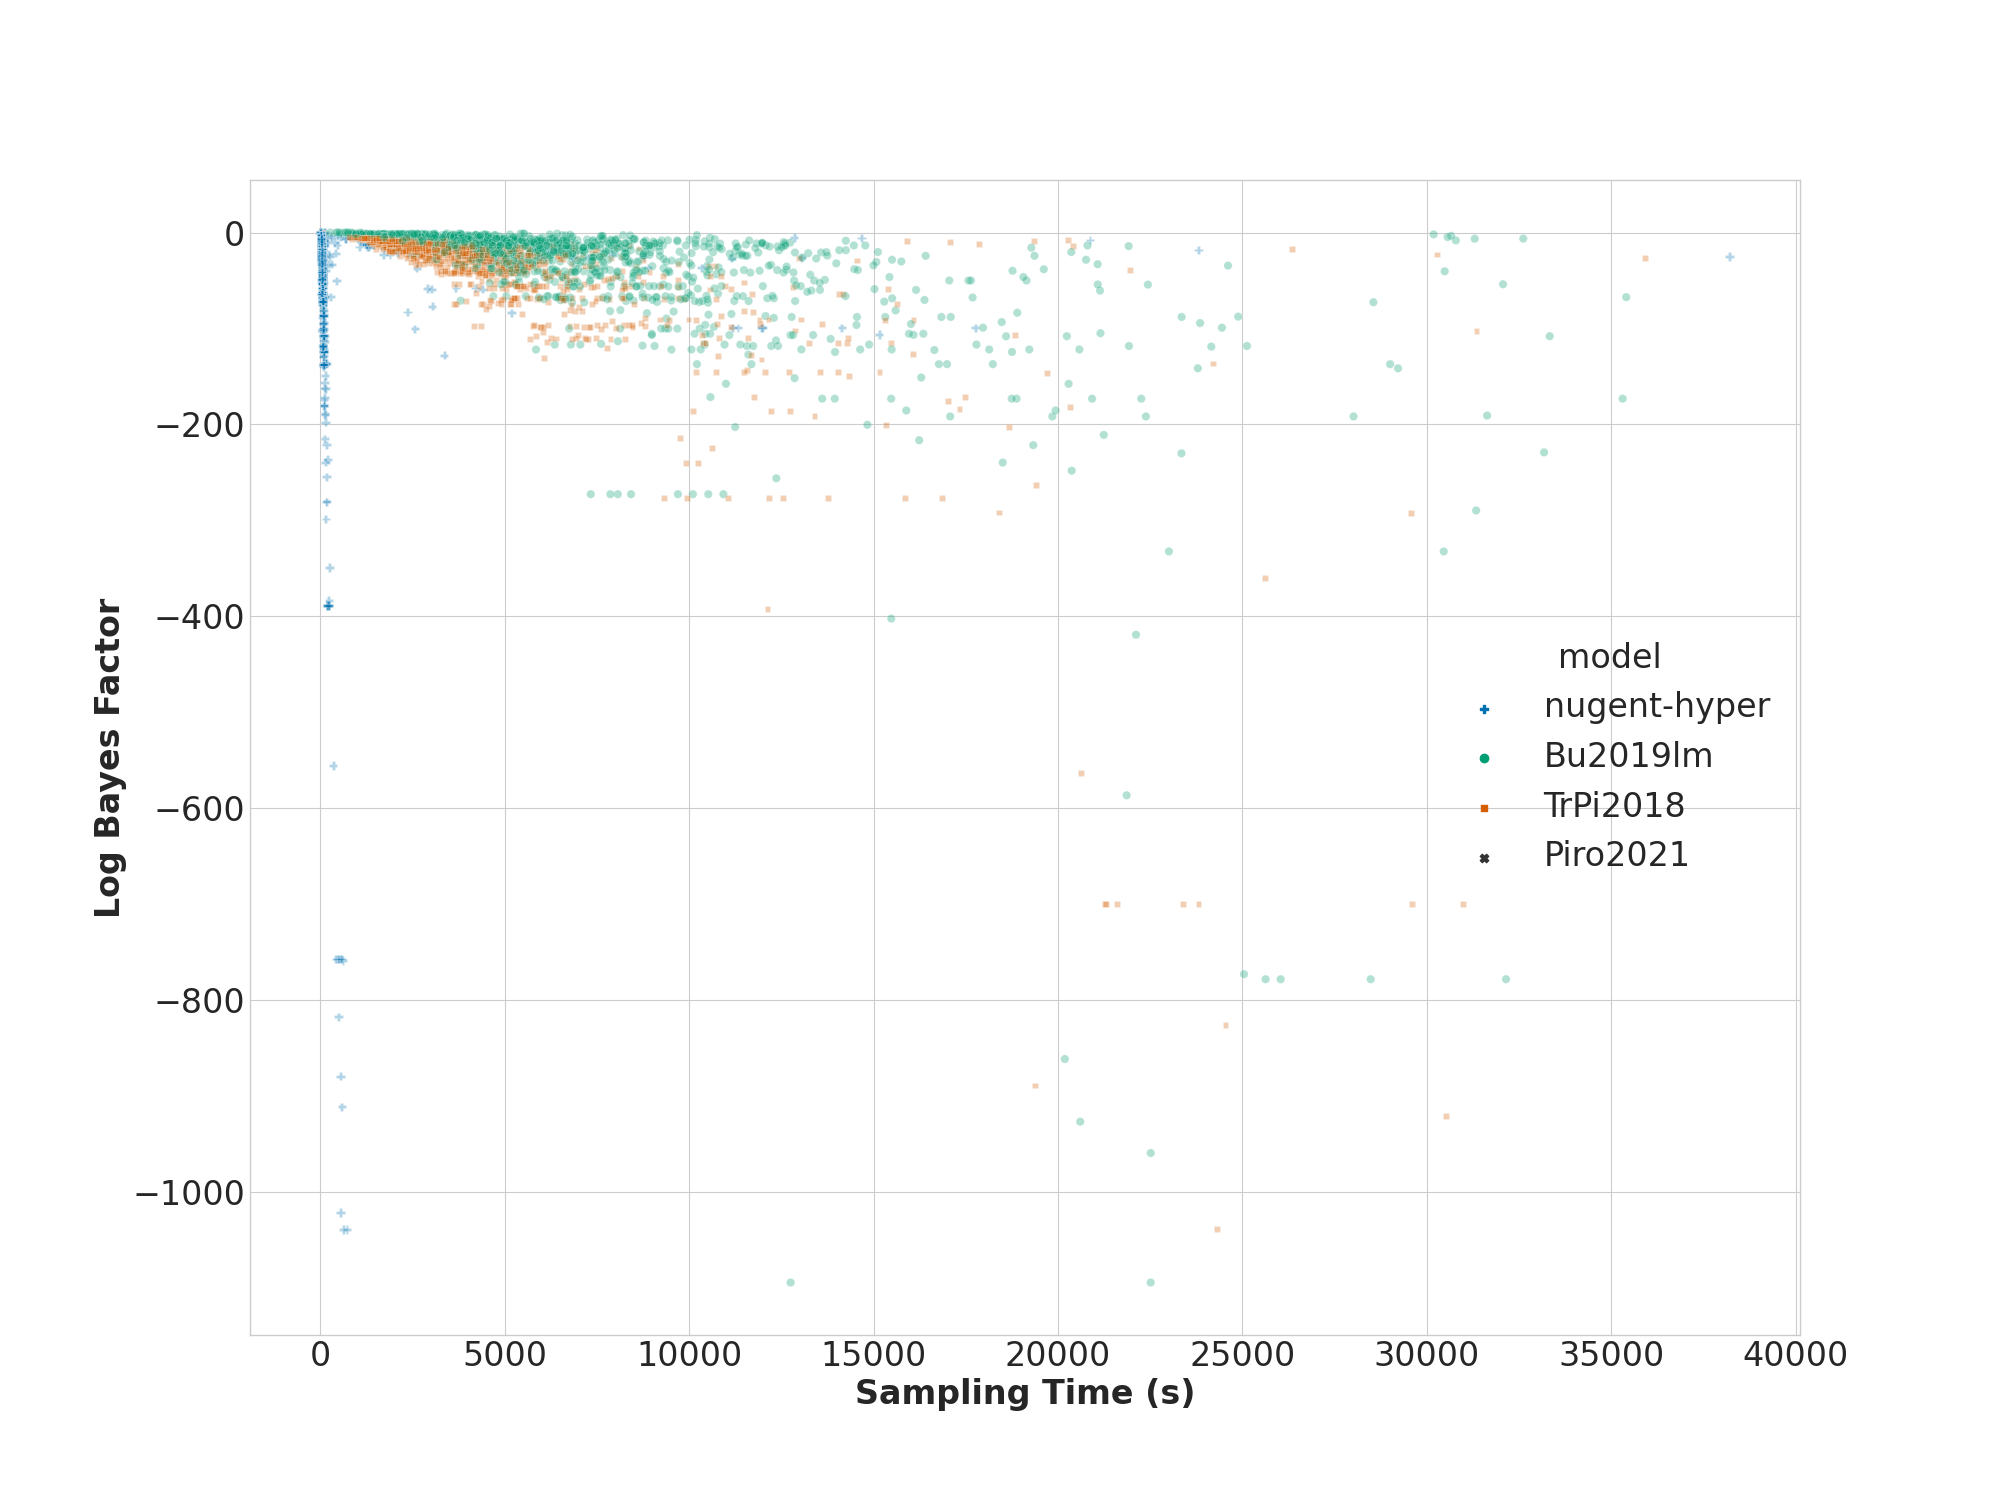 0
−200
−400
−600
−800
−1000
Log Bayes Factor
model
nugent-hyper
Bu2019lm
TrPi2018
Piro2021
0 5000 10000 15000 20000 25000 30000 35000 40000
Sampling Time (s)